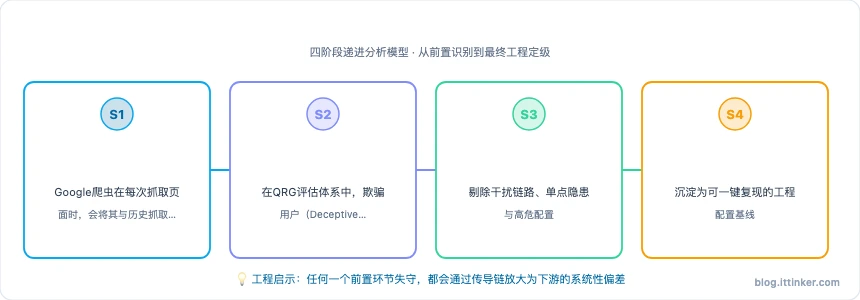 四阶段递进分析模型 · 从前置识别到最终工程定级
S1
Google爬虫在每次抓取页
面时，会将其与历史抓取...
S2
在QRG评估体系中，欺骗
用户（Deceptive...
S3
剔除干扰链路、单点隐患
与高危配置
S4
沉淀为可一键复现的工程
配置基线
💡 工程启示：任何一个前置环节失守，都会通过传导链放大为下游的系统性偏差
blog.ittinker.com